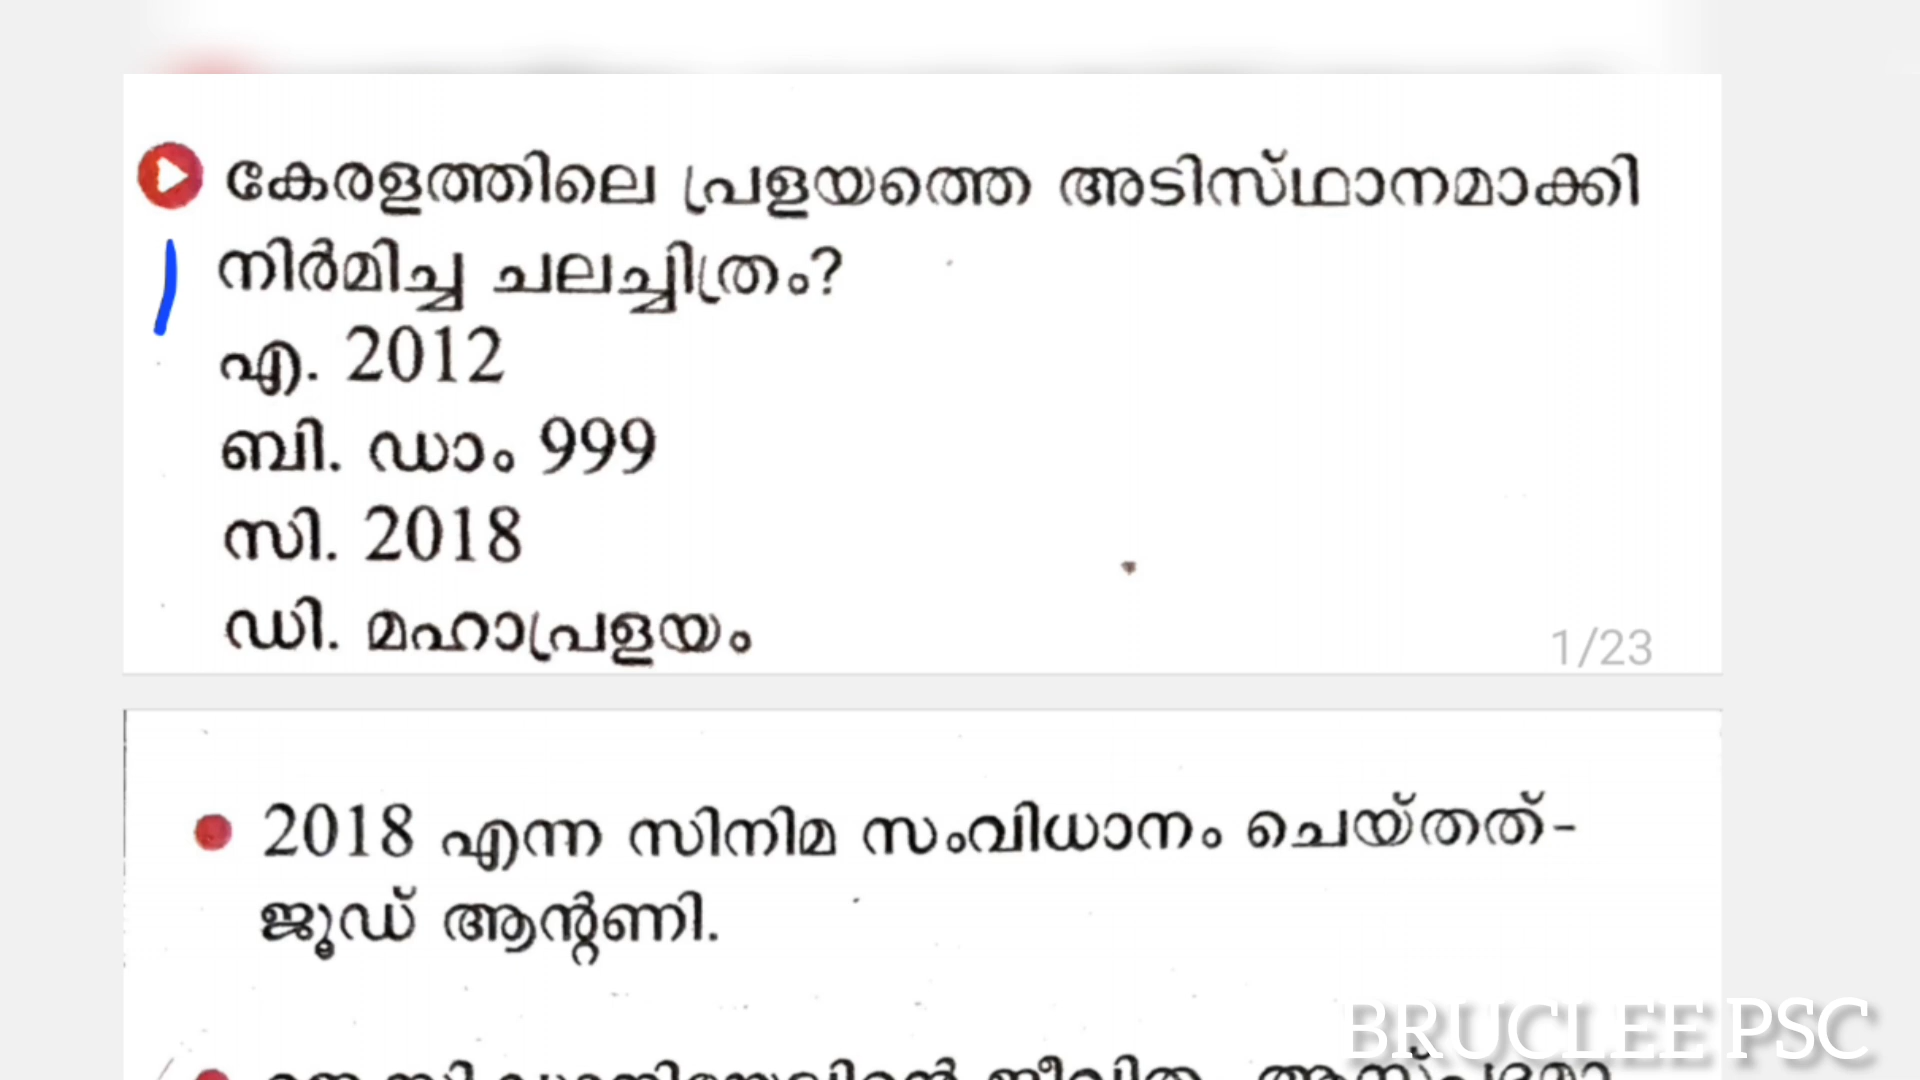 കേരളത്തിലെ പ്രളയത്തെ അടിസ്ഥാനമാക്കി
നിർമിച്ച ചലച്ചിത്രം?
എ. 2012
ബി. ഡാം 999
സി. 2018
ഡി. മഹാപ്രളയം
1/23
2018 എന്ന സിനിമ സംവിധാനം ചെയ്തത്-
ജൂഡ് ആന്റണി.
BRUCLEE PSC